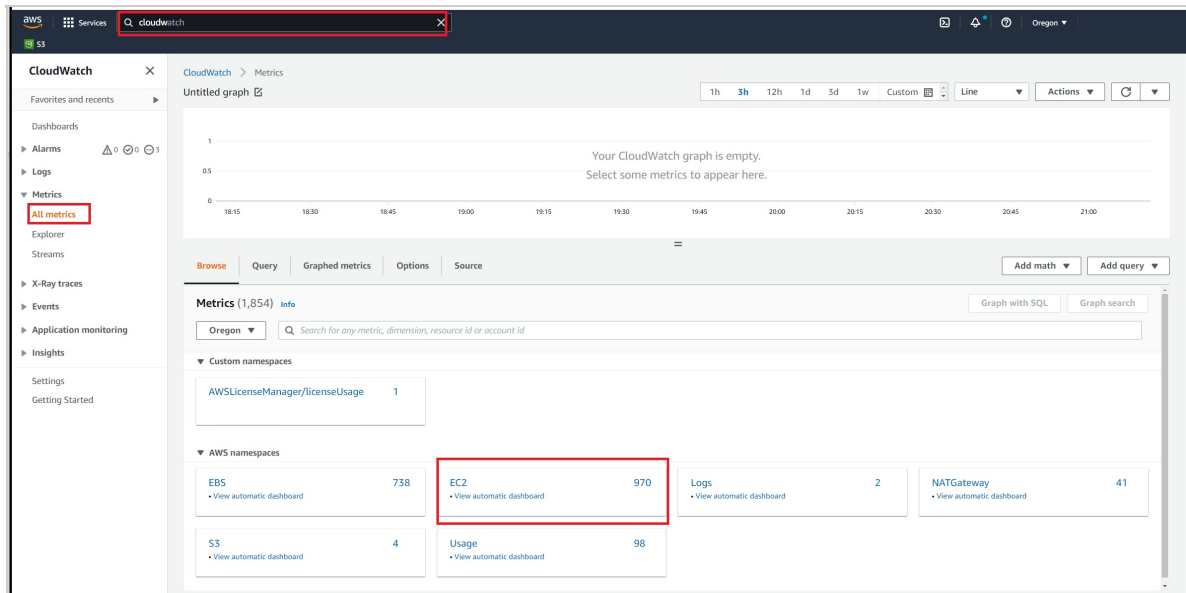 aws
Services
cloudwatch
Oregon
S3
CloudWatch
Favorites and recents
Dashboards
Alarms 0 0 3
Logs
Metrics
All metrics
Explorer
Streams
X-Ray traces
Events
Application monitoring
Insights
Settings
Getting Started
CloudWatch > Metrics
Untitled graph
1h 3h 12h 1d 3d 1w Custom Line Actions
1
0.5
0
Your CloudWatch graph is empty.
Select some metrics to appear here.
18:15 18:30 18:45 19:00 19:15 19:30 19:45 20:00 20:15 20:30 20:45 21:00
Browse Query Graphed metrics Options Source Add math Add query
Metrics (1,854) Info Graph with SQL Graph search
Oregon Search for any metric, dimension, resource id or account id
Custom namespaces
AWSLicenseManager/licenseUsage 1
AWS namespaces
EBS 738
• View automatic dashboard
EC2 970
• View automatic dashboard
Logs 2
• View automatic dashboard
NATGateway 41
• View automatic dashboard
S3 4
• View automatic dashboard
Usage 98
• View automatic dashboard